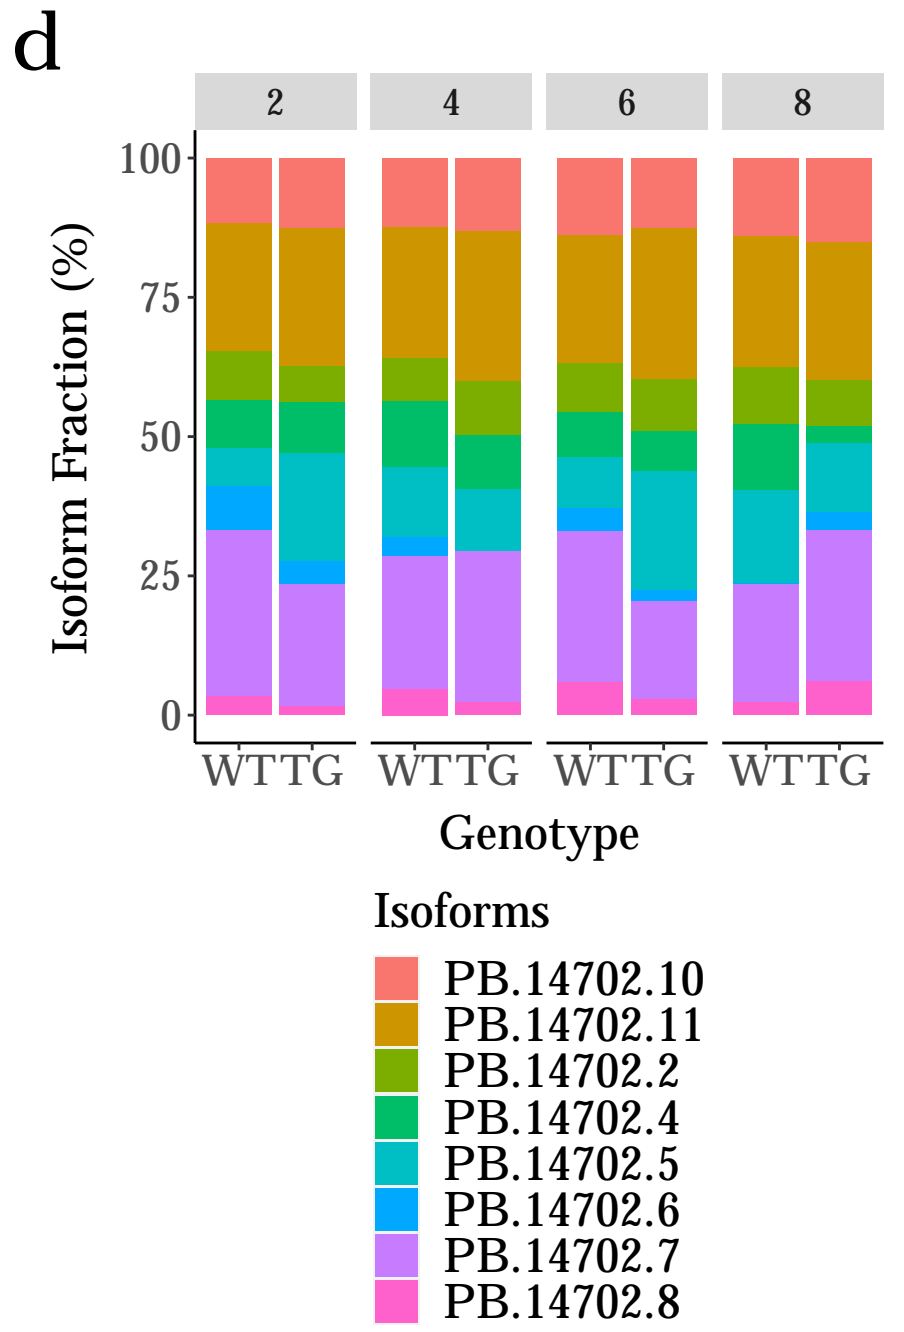 d
2 4 6 8
100
75
50
25
0
Isoform Fraction (%)
WT TG WT TG WT TG WT TG
Genotype
Isoforms
PB.14702.10
PB.14702.11
PB.14702.2
PB.14702.4
PB.14702.5
PB.14702.6
PB.14702.7
PB.14702.8